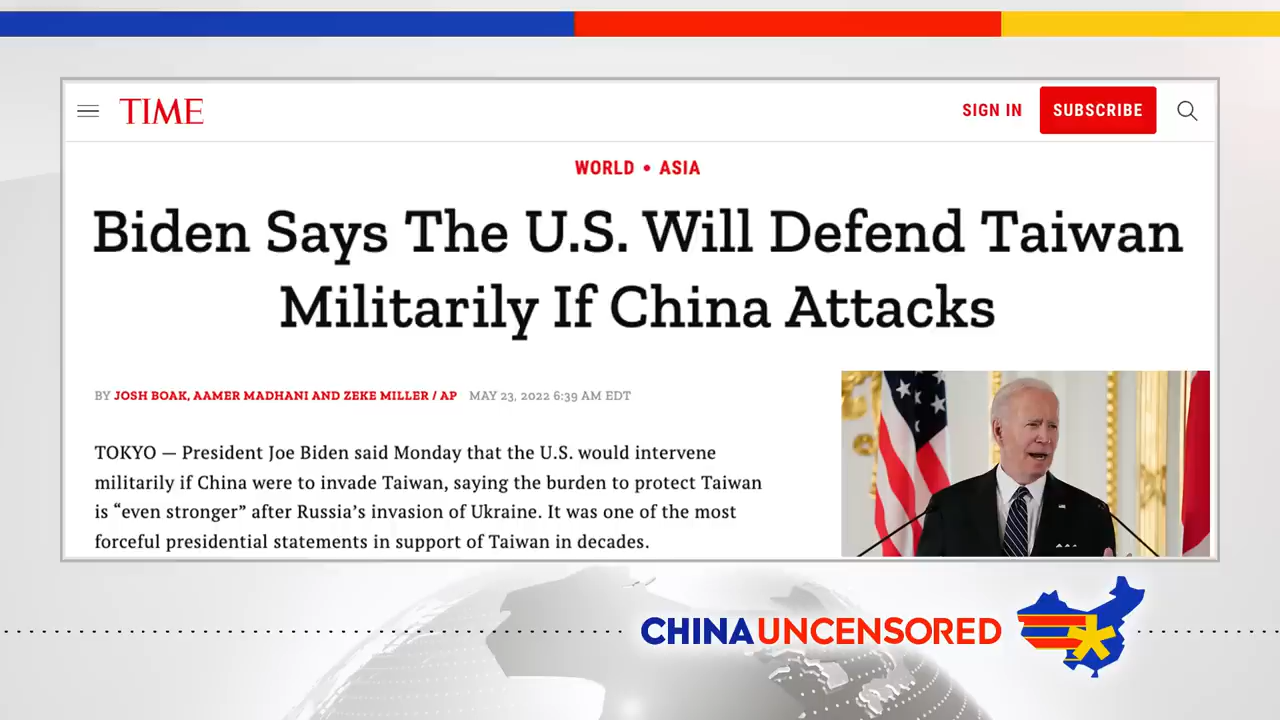 TIME
SIGN IN
SUBSCRIBE
WORLD • ASIA
Biden Says The U.S. Will Defend Taiwan
Militarily If China Attacks
BY JOSH BOAK, AAMER MADHANI AND ZEKE MILLER / AP MAY 23, 2022 6:39 AM EDT
TOKYO — President Joe Biden said Monday that the U.S. would intervene
militarily if China were to invade Taiwan, saying the burden to protect Taiwan
is “even stronger” after Russia’s invasion of Ukraine. It was one of the most
forceful presidential statements in support of Taiwan in decades.
CHINAUNCENSORED